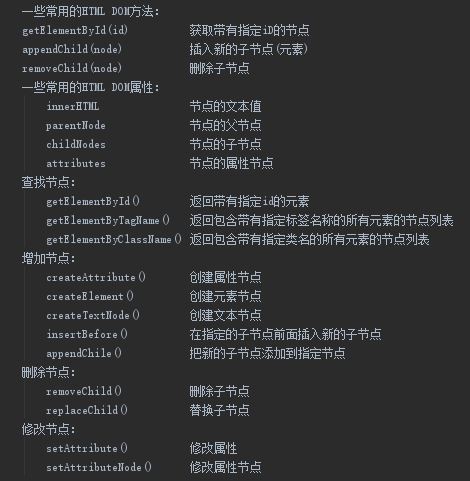 一些常用的HTML DOM方法:
getElementById(id) 获取带有指定iD的节点
appendChild(node) 插入新的子节点(元素)
removeChild(node) 删除子节点
一些常用的HTML DOM属性:
innerHTML 节点的文本值
parentNode 节点的父节点
childNodes 节点的子节点
attributes 节点的属性节点
查找节点:
getElementById() 返回带有指定id的元素
getElementByTagName() 返回包含带有指定标签名称的所有元素的节点列表
getElementByClassName() 返回包含带有指定类名的所有元素的节点列表
增加节点:
createAttribute() 创建属性节点
createElement() 创建元素节点
createTextNode() 创建文本节点
insertBefore() 在指定的子节点前面插入新的子节点
appendChile() 把新的子节点添加到指定节点
删除节点:
removeChild() 删除子节点
replaceChild() 替换子节点
修改节点:
setAttribute() 修改属性
setAttributeNode() 修改属性节点